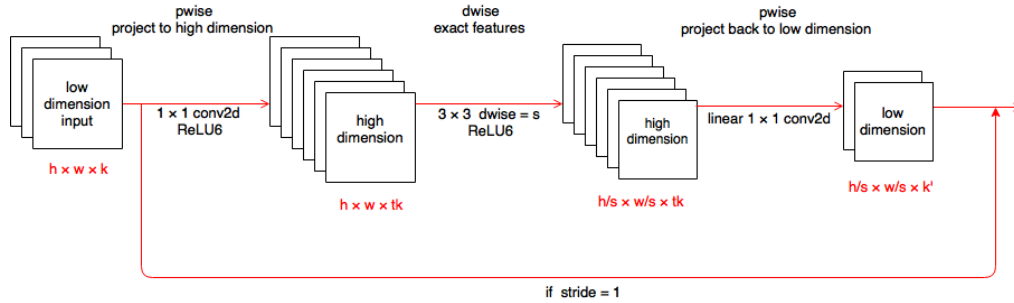 pwise
project to high dimension
dwise
exact features
pwise
project back to low dimension
low
dimension
input
1 × 1 conv2d
ReLU6
high
dimension
3 × 3 dwise = s
ReLU6
high
dimension
linear 1 × 1 conv2d
low
dimension
h × w × k
h × w × tk
h/s × w/s × tk
h/s × w/s × k'
if stride = 1